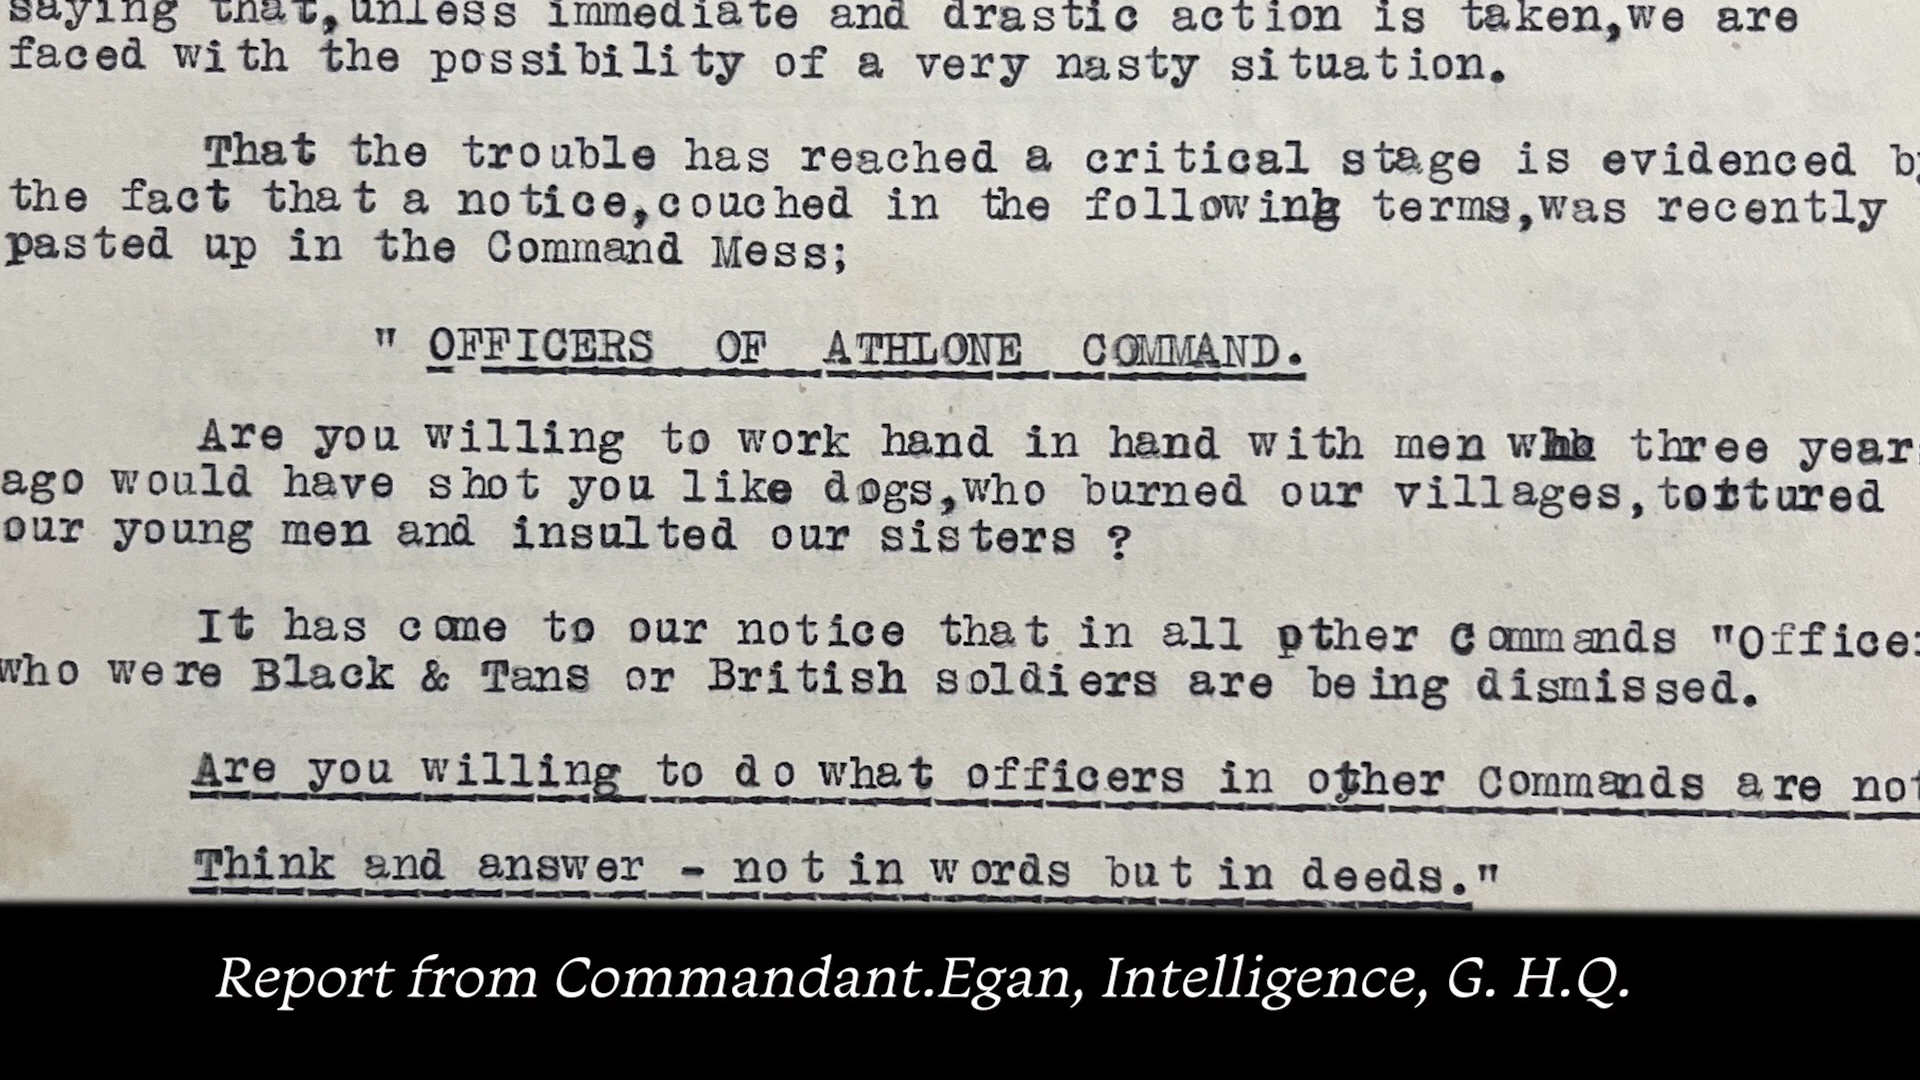 saying that,unless immediate and drastic action is taken,we are
faced with the possibility of a very nasty situation.
That the trouble has reached a critical stage is evidenced by
the fact that a notice,couched in the following terms,was recently
pasted up in the Command Mess;
" OFFICERS OF ATHLONE COMMAND.
Are you willing to work hand in hand with men who three years
ago would have shot you like dogs,who burned our villages,tortured
our young men and insulted our sisters ?
It has come to our notice that in all other Commands "Officer
who were Black & Tans or British soldiers are being dismissed.
Are you willing to do what officers in other Commands are not
Think and answer - not in words but in deeds."
Report from Commandant.Egan, Intelligence, G. H.Q.